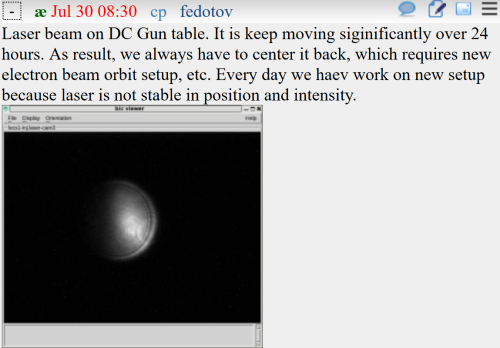 - æ Jul 30 08:30 cp fedotov
Laser beam on DC Gun table. It is keep moving siginificantly over 24
hours. As result, we always have to center it back, which requires new
electron beam orbit setup, etc. Every day we haev work on new setup
because laser is not stable in position and intensity.
bic viewer
File Display Orientation Help